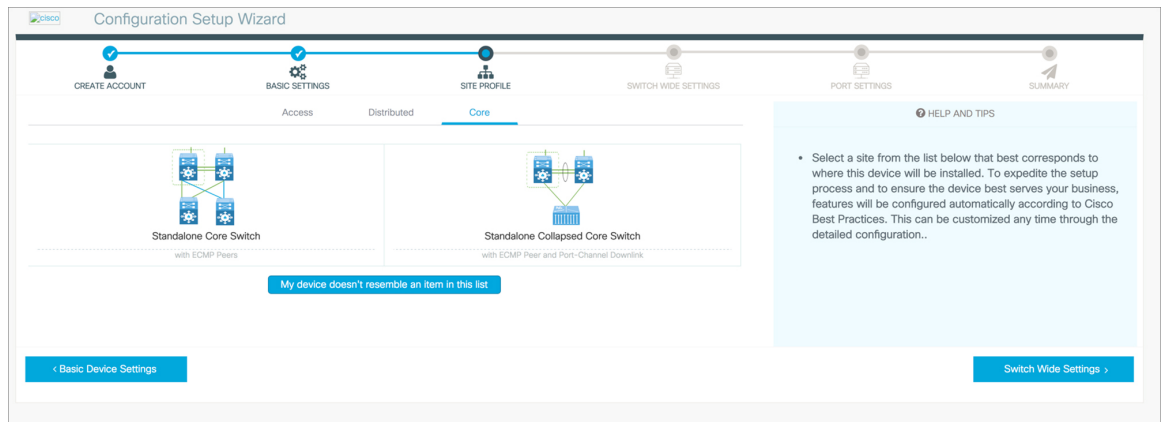 cisco
Configuration Setup Wizard
CREATE ACCOUNT
BASIC SETTINGS
SITE PROFILE
SWITCH WIDE SETTINGS
PORT SETTINGS
SUMMARY
Access
Distributed
Core
Standalone Core Switch
with ECMP Peers
Standalone Collapsed Core Switch
with ECMP Peer and Port-Channel Downlink
My device doesn't resemble an item in this list
HELP AND TIPS
• Select a site from the list below that best corresponds to
where this device will be installed. To expedite the setup
process and to ensure the device best serves your business,
features will be configured automatically according to Cisco
Best Practices. This can be customized any time through the
detailed configuration..
‹ Basic Device Settings
Switch Wide Settings ›